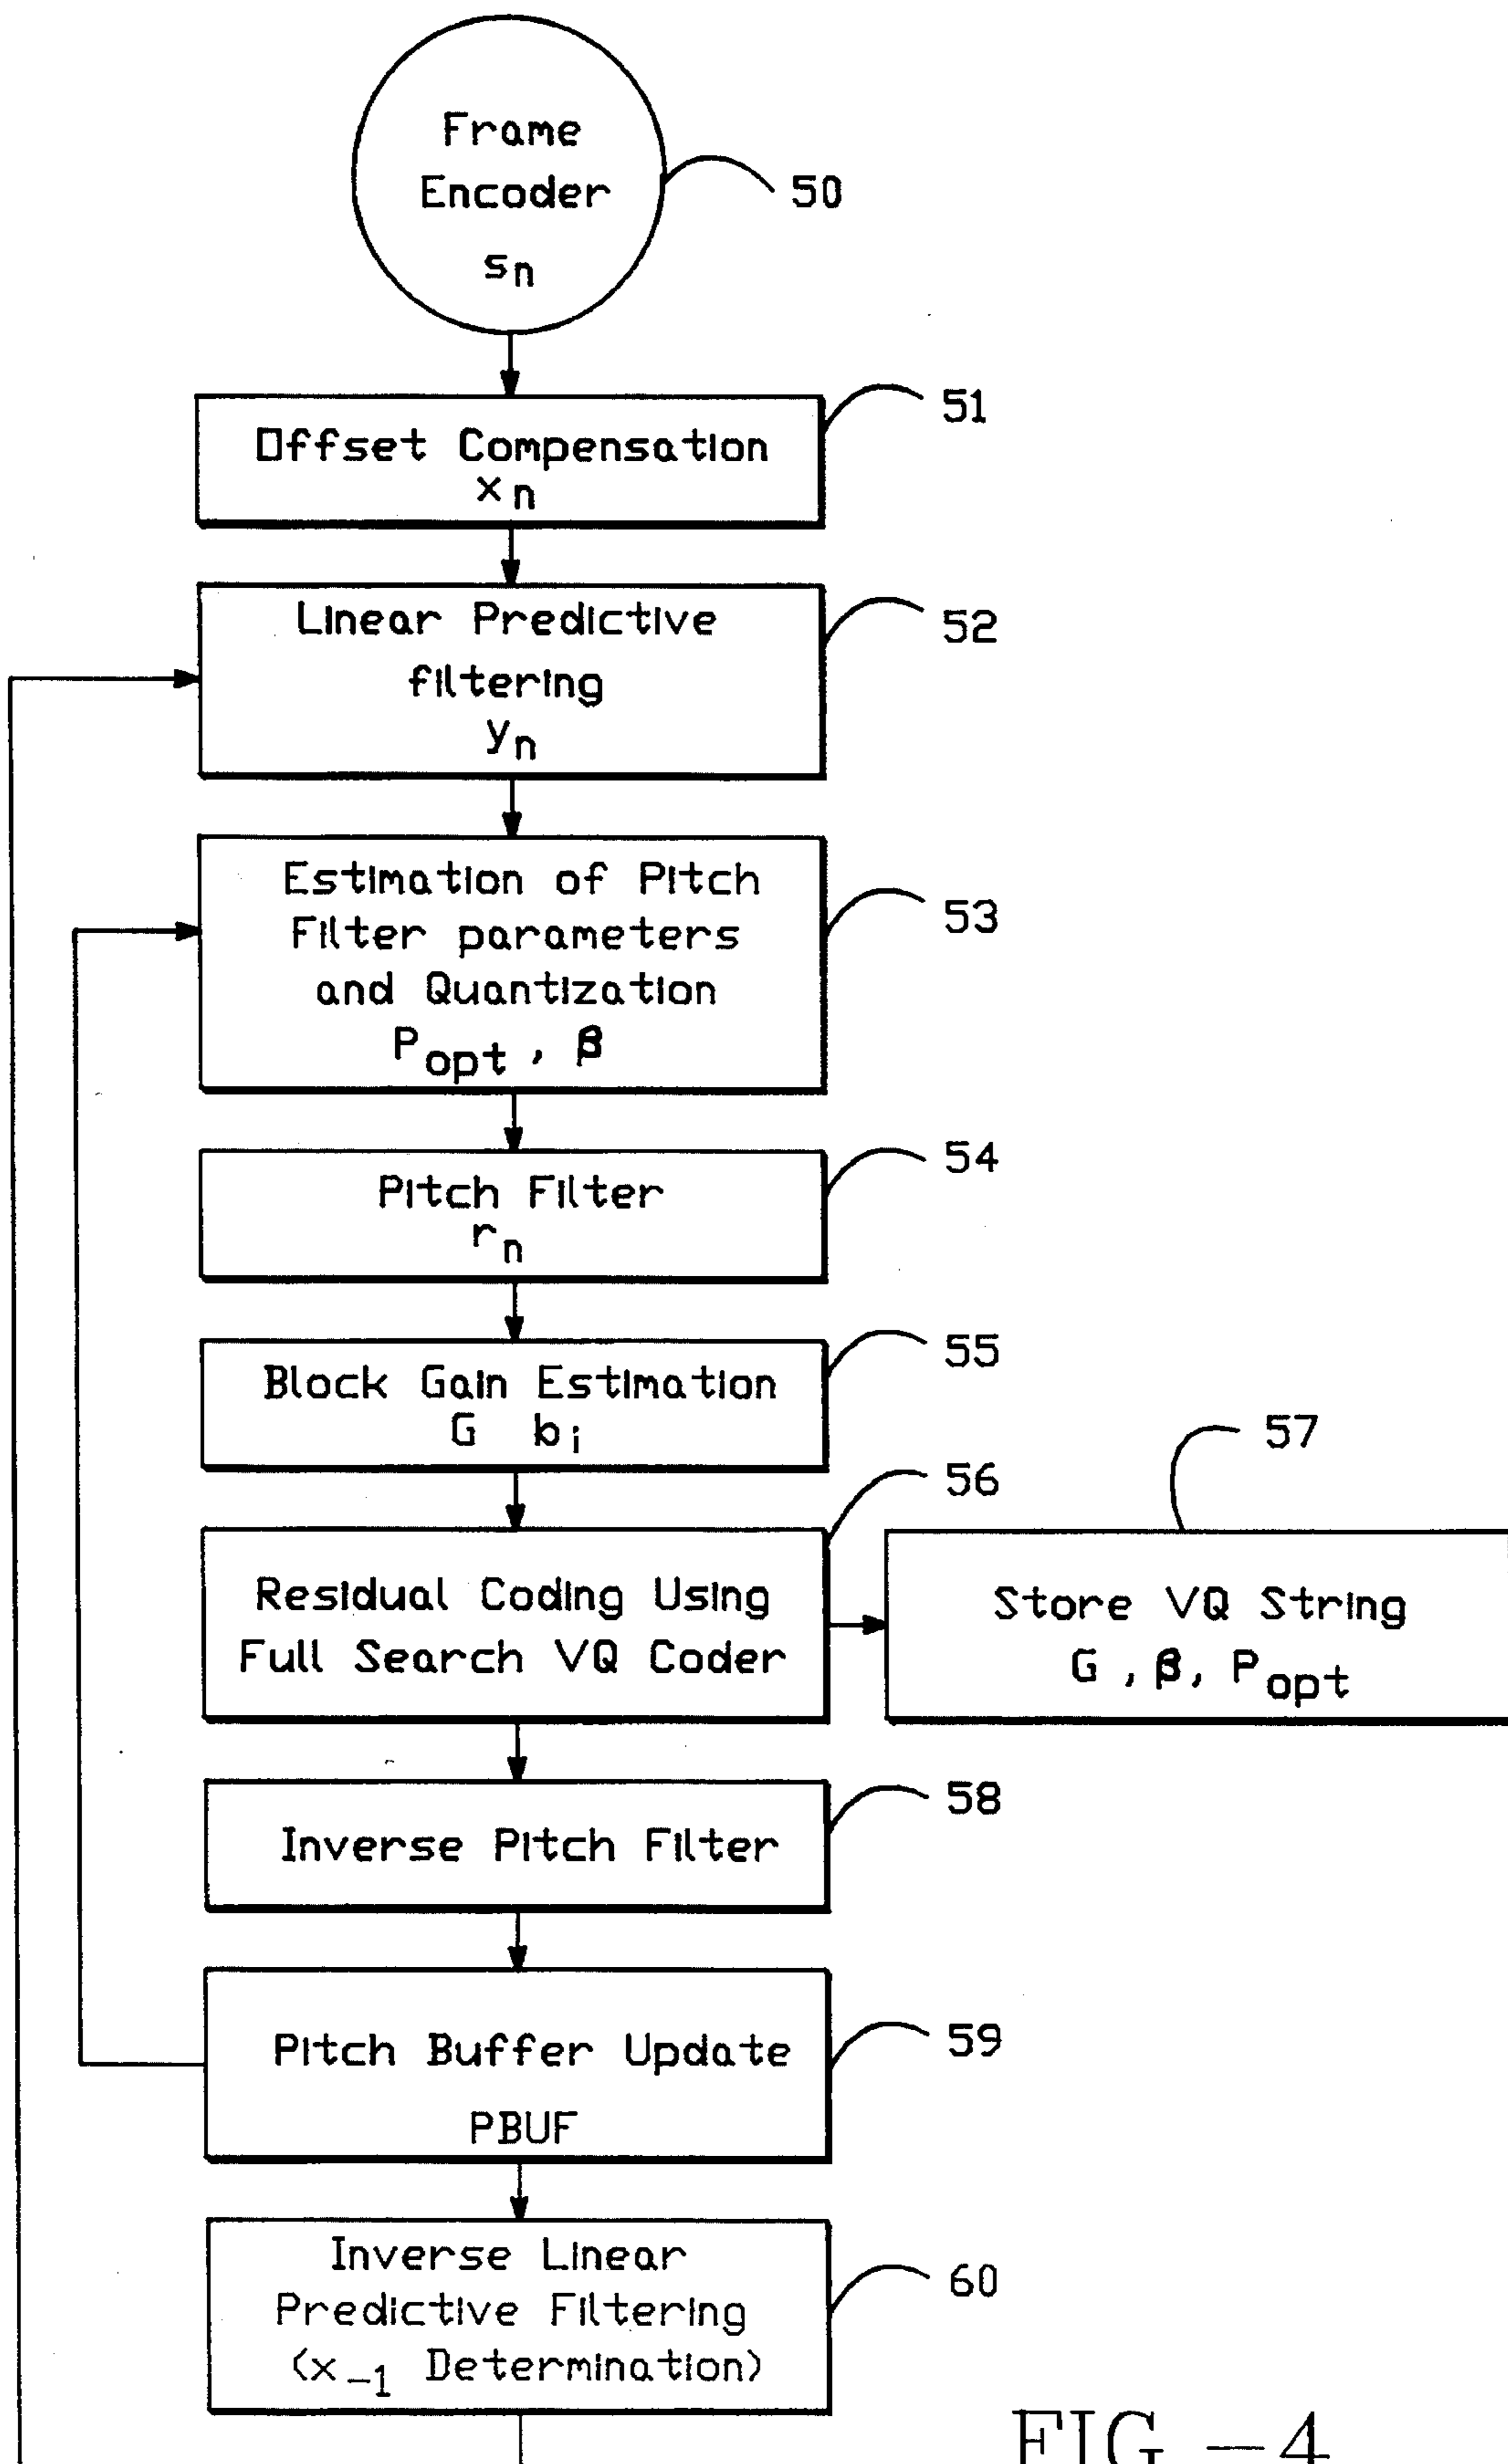 Frame
Encoder
sn
50
Offset Compensation
xn
51
Linear Predictive
filtering
yn
52
Estimation of Pitch
Filter parameters
and Quantization
Popt , β
53
Pitch Filter
rn
54
Block Gain Estimation
G bi
55
Residual Coding Using
Full Search VQ Coder
56
57
Store VQ String
G , β, Popt
Inverse Pitch Filter
58
Pitch Buffer Update
PBUF
59
Inverse Linear
Predictive Filtering
(x-1 Determination)
60
FIG. -4